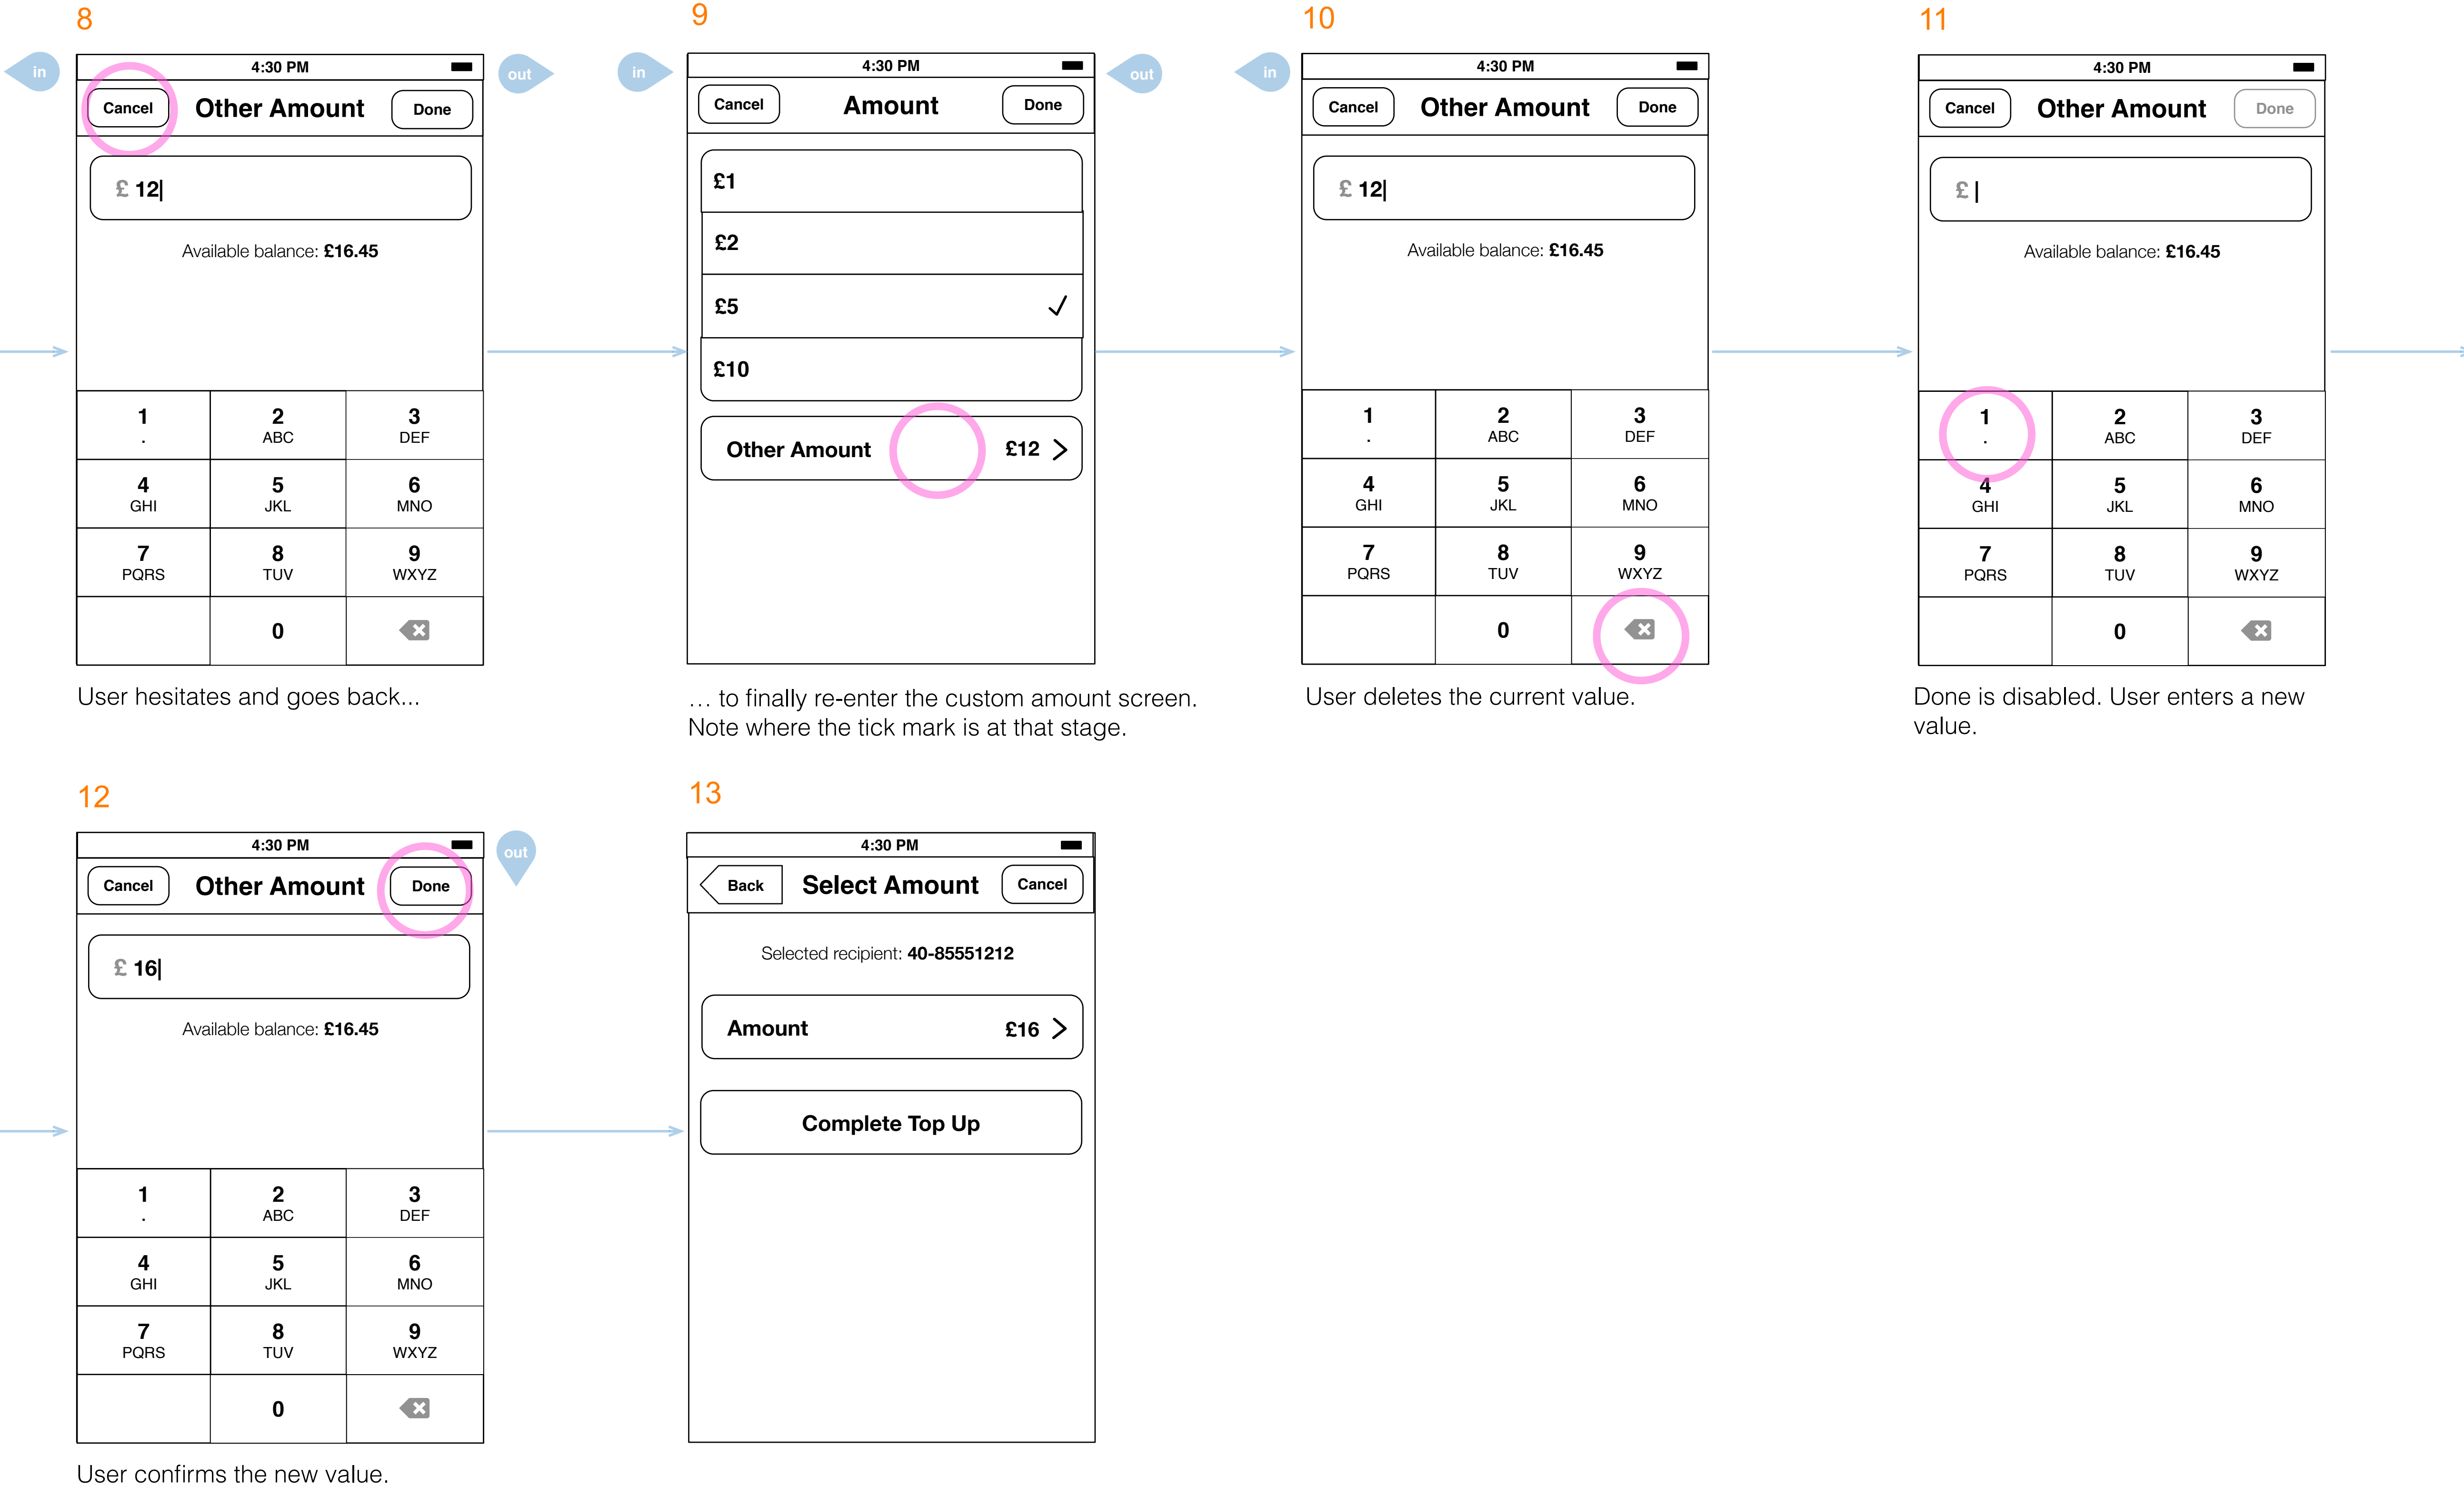 8
in
out
4:30 PM
Cancel
Other Amount
Done
£ 12
Available balance: £16.45
1
.
2
ABC
3
DEF
4
GHI
5
JKL
6
MNO
7
PQRS
8
TUV
9
WXYZ
0
User hesitates and goes back...
9
in
out
4:30 PM
Cancel
Amount
Done
£1
£2
£5
£10
Other Amount £12
… to finally re-enter the custom amount screen.
Note where the tick mark is at that stage.
10
in
4:30 PM
Cancel
Other Amount
Done
£ 12
Available balance: £16.45
1
.
2
ABC
3
DEF
4
GHI
5
JKL
6
MNO
7
PQRS
8
TUV
9
WXYZ
0
User deletes the current value.
11
4:30 PM
Cancel
Other Amount
Done
£
Available balance: £16.45
1
.
2
ABC
3
DEF
4
GHI
5
JKL
6
MNO
7
PQRS
8
TUV
9
WXYZ
0
Done is disabled. User enters a new
value.
12
out
4:30 PM
Cancel
Other Amount
Done
£ 16
Available balance: £16.45
1
.
2
ABC
3
DEF
4
GHI
5
JKL
6
MNO
7
PQRS
8
TUV
9
WXYZ
0
User confirms the new value.
13
4:30 PM
Back
Select Amount
Cancel
Selected recipient: 40-85551212
Amount £16
Complete Top Up